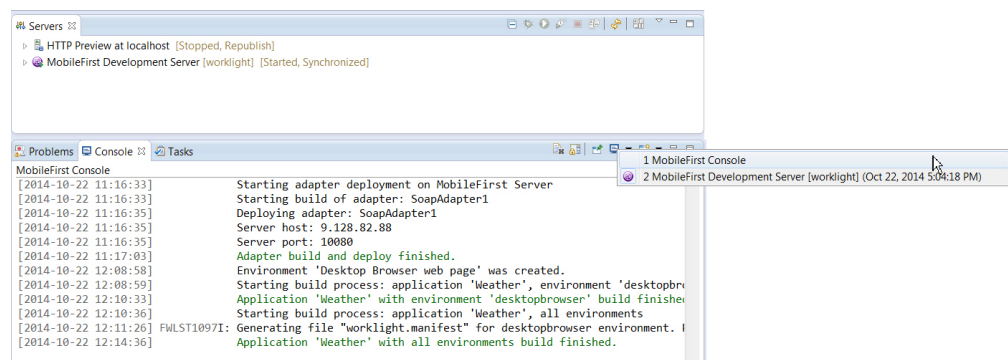 Servers
HTTP Preview at localhost [Stopped, Republish]
MobileFirst Development Server [worklight] [Started, Synchronized]
Problems Console Tasks
MobileFirst Console
1 MobileFirst Console
2 MobileFirst Development Server [worklight] (Oct 22, 2014 5:04:18 PM)
[2014-10-22 11:16:33] Starting adapter deployment on MobileFirst Server
[2014-10-22 11:16:33] Starting build of adapter: SoapAdapter1
[2014-10-22 11:16:35] Deploying adapter: SoapAdapter1
[2014-10-22 11:16:35] Server host: 9.128.82.88
[2014-10-22 11:16:35] Server port: 10080
[2014-10-22 11:17:03] Adapter build and deploy finished.
[2014-10-22 12:08:58] Environment 'Desktop Browser web page' was created.
[2014-10-22 12:08:59] Starting build process: application 'Weather', environment 'desktopbro
[2014-10-22 12:10:33] Application 'Weather' with environment 'desktopbrowser' build finishe
[2014-10-22 12:10:36] Starting build process: application 'Weather', all environments
[2014-10-22 12:11:26] FWLST1097I: Generating file "worklight.manifest" for desktopbrowser environment.
[2014-10-22 12:14:36] Application 'Weather' with all environments build finished.